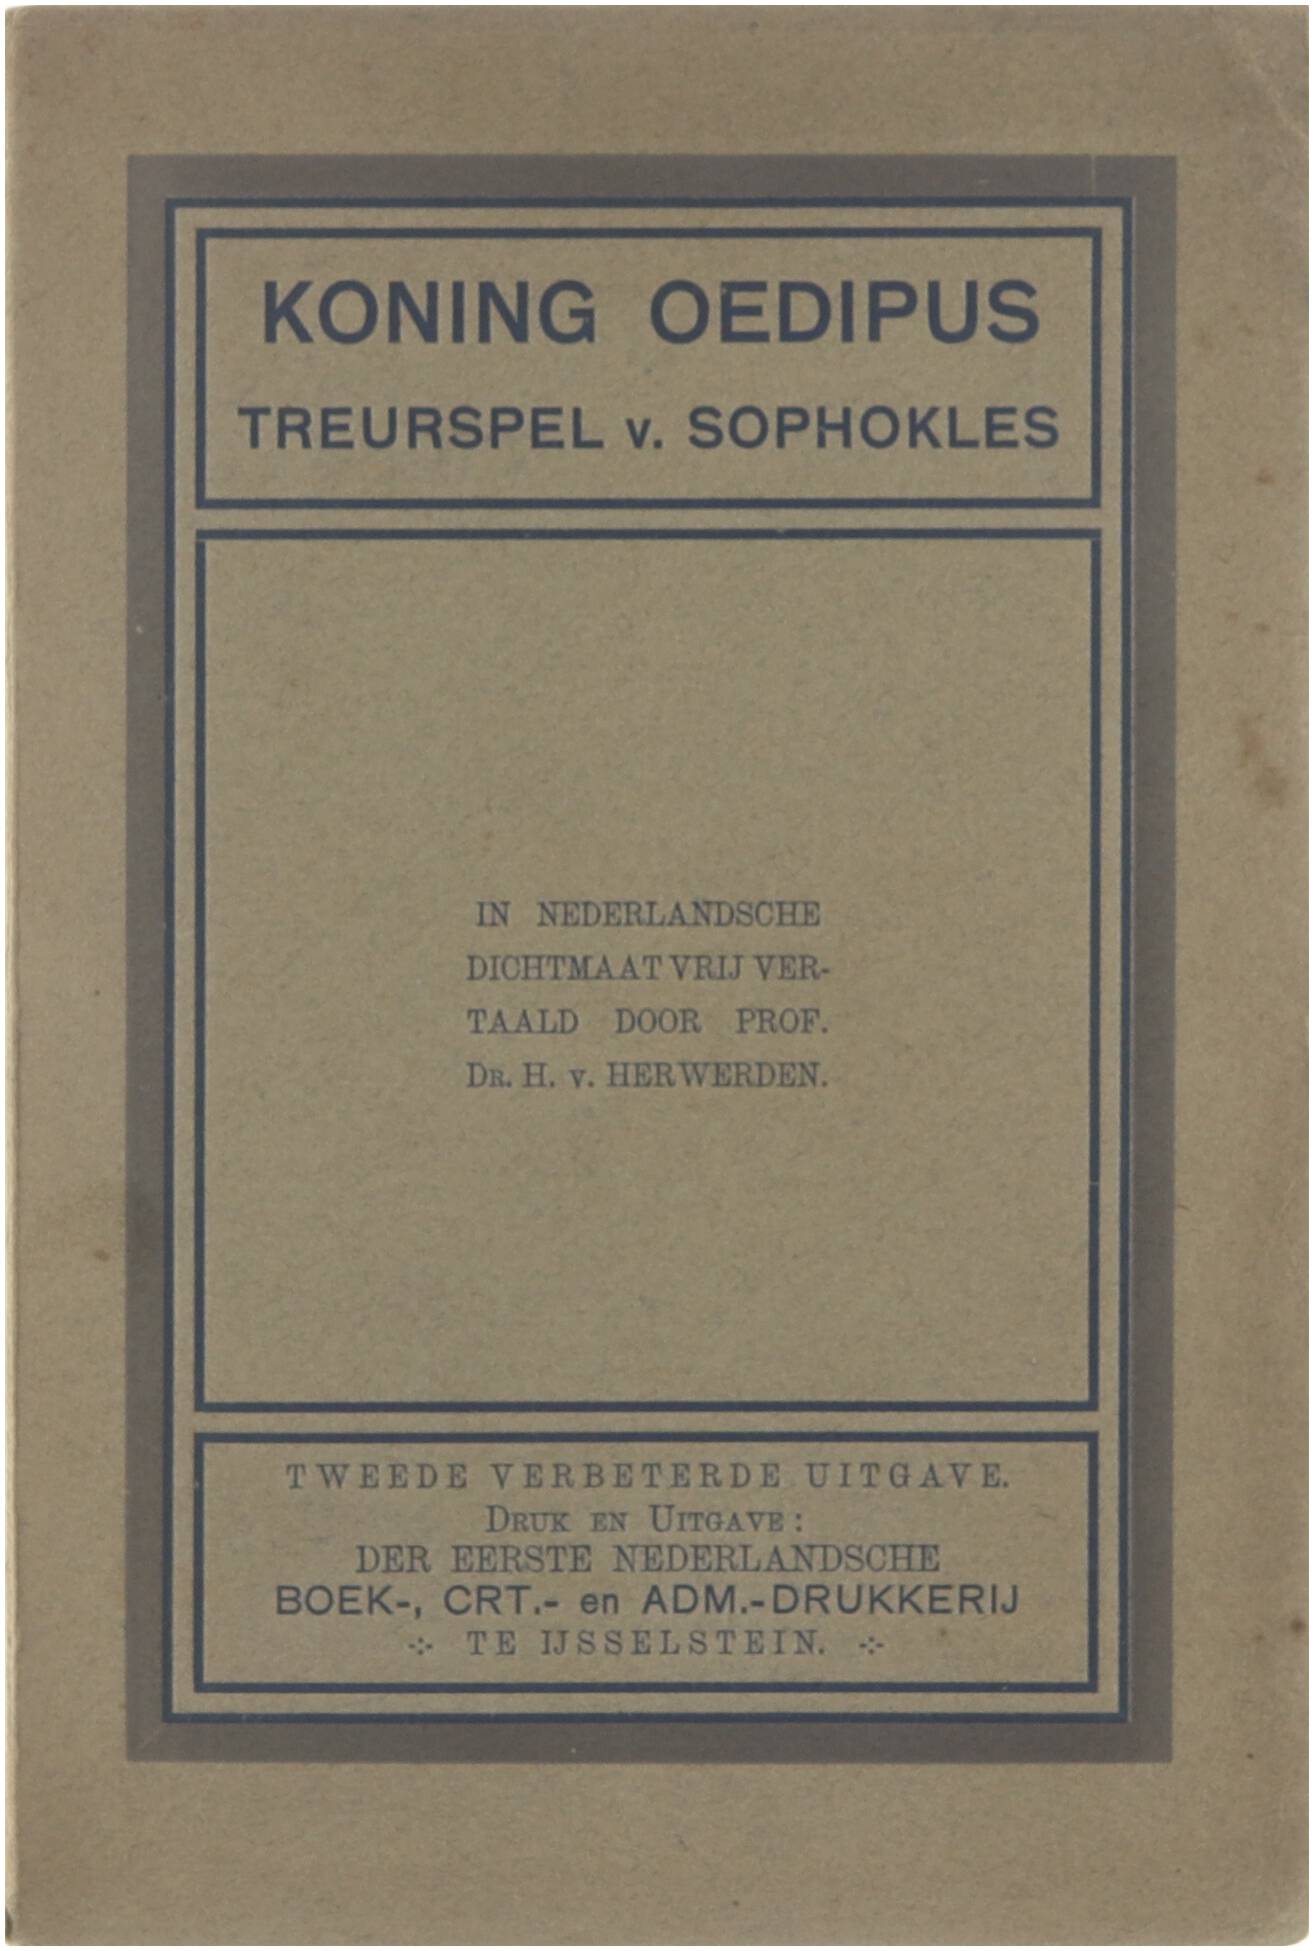 KONING OEDIPUS
TREURSPEL v. SOPHOKLES
IN NEDERLANDSCHE
DICHTMAAT VRIJ VER-
TAALD DOOR PROF.
DR. H. v. HERWERDEN.
TWEEDE VERBETERDE UITGAVE.
DRUK EN UITGAVE:
DER EERSTE NEDERLANDSCHE
BOEK-, CRT.- en ADM.-DRUKKERIJ
TE IJSSELSTEIN.